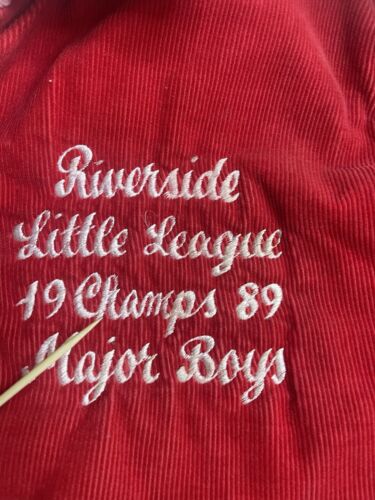 Riverside
Little League
19 Champs 89
Major Boys